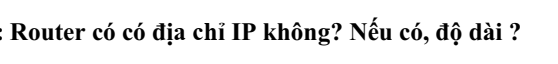 : Router có có địa chỉ IP không? Nếu có, độ dài ?